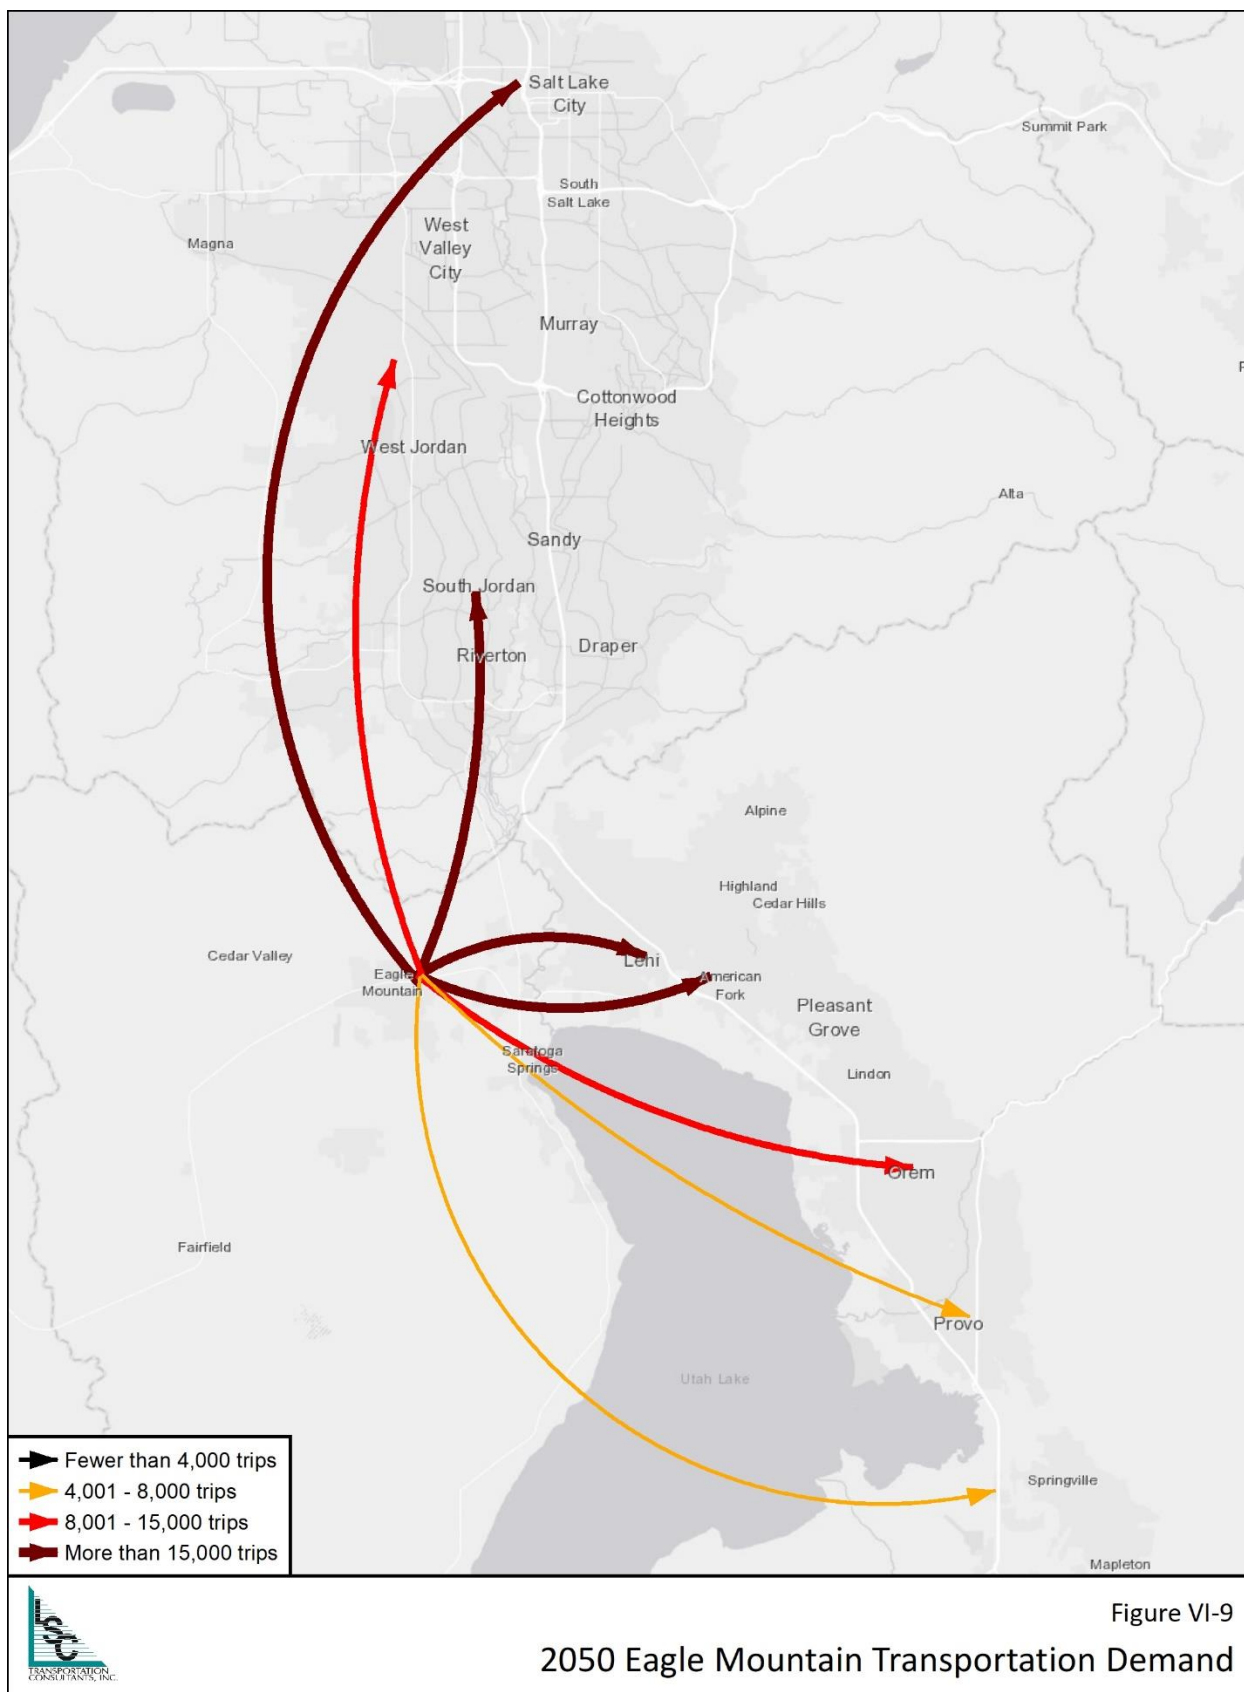 Salt Lake
City
Summit Park
South
Salt Lake
West
Valley
City
Magna
Murray
Cottonwood
Heights
West Jordan
Alta
Sandy
South Jordan
Draper
Riverton
Alpine
Highland
Cedar Hills
Cedar Valley
Lehi
Eagle
Mountain
American
Fork
Pleasant
Grove
Saratoga
Springs
Lindon
Orem
Fairfield
Provo
Utah Lake
Springville
Mapleton
Fewer than 4,000 trips
4,001 - 8,000 trips
8,001 - 15,000 trips
More than 15,000 trips
LSC
TRANSPORTATION
CONSULTANTS, INC.
Figure VI-9
2050 Eagle Mountain Transportation Demand